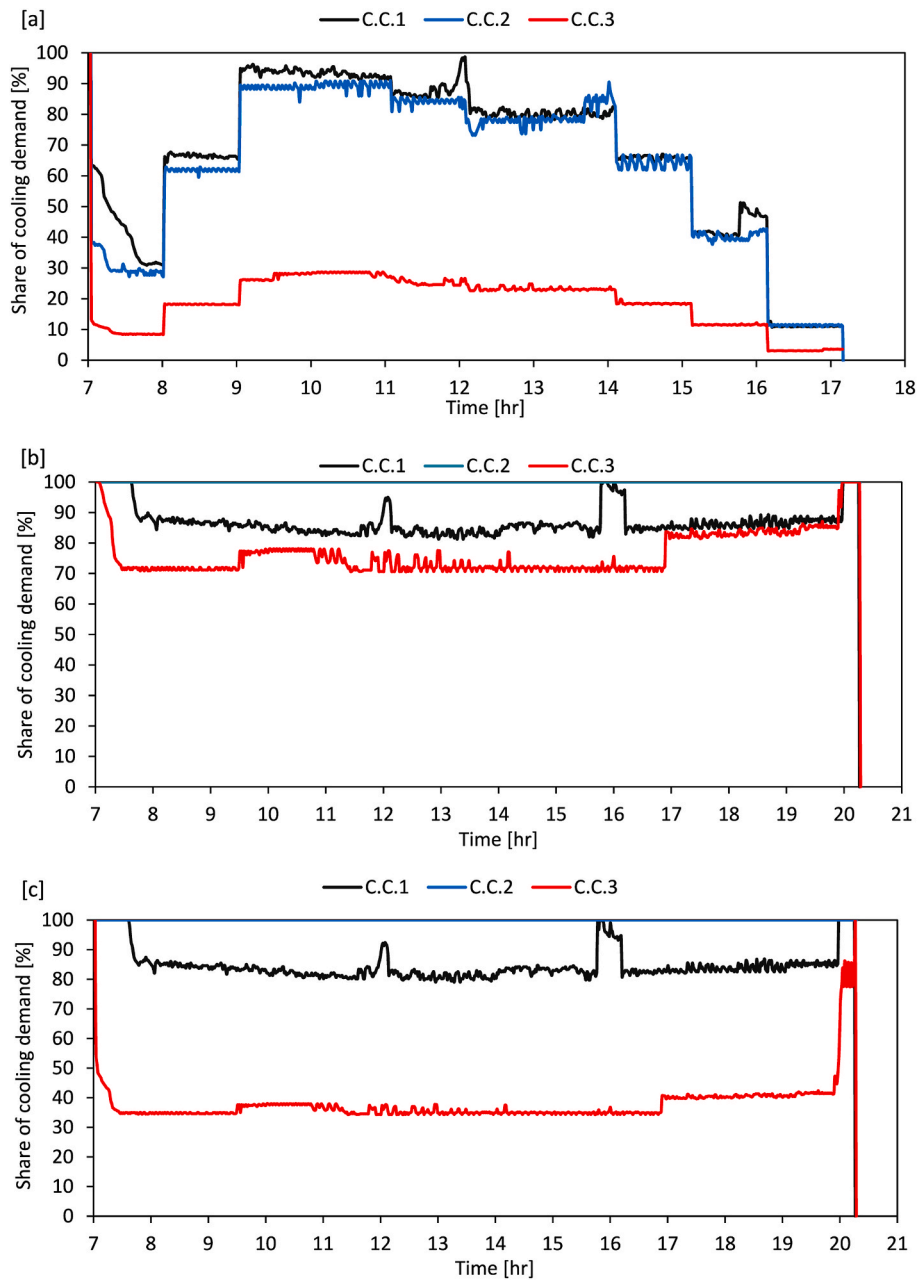 [a]
C.C.1 C.C.2 C.C.3
Share of cooling demand [%]
100
90
80
70
60
50
40
30
20
10
0
7 8 9 10 11 12 13 14 15 16 17 18
Time [hr]
[b]
C.C.1 C.C.2 C.C.3
Share of cooling demand [%]
100
90
80
70
60
50
40
30
20
10
0
7 8 9 10 11 12 13 14 15 16 17 18 19 20 21
Time [hr]
[c]
C.C.1 C.C.2 C.C.3
Share of cooling demand [%]
100
90
80
70
60
50
40
30
20
10
0
7 8 9 10 11 12 13 14 15 16 17 18 19 20 21
Time [hr]